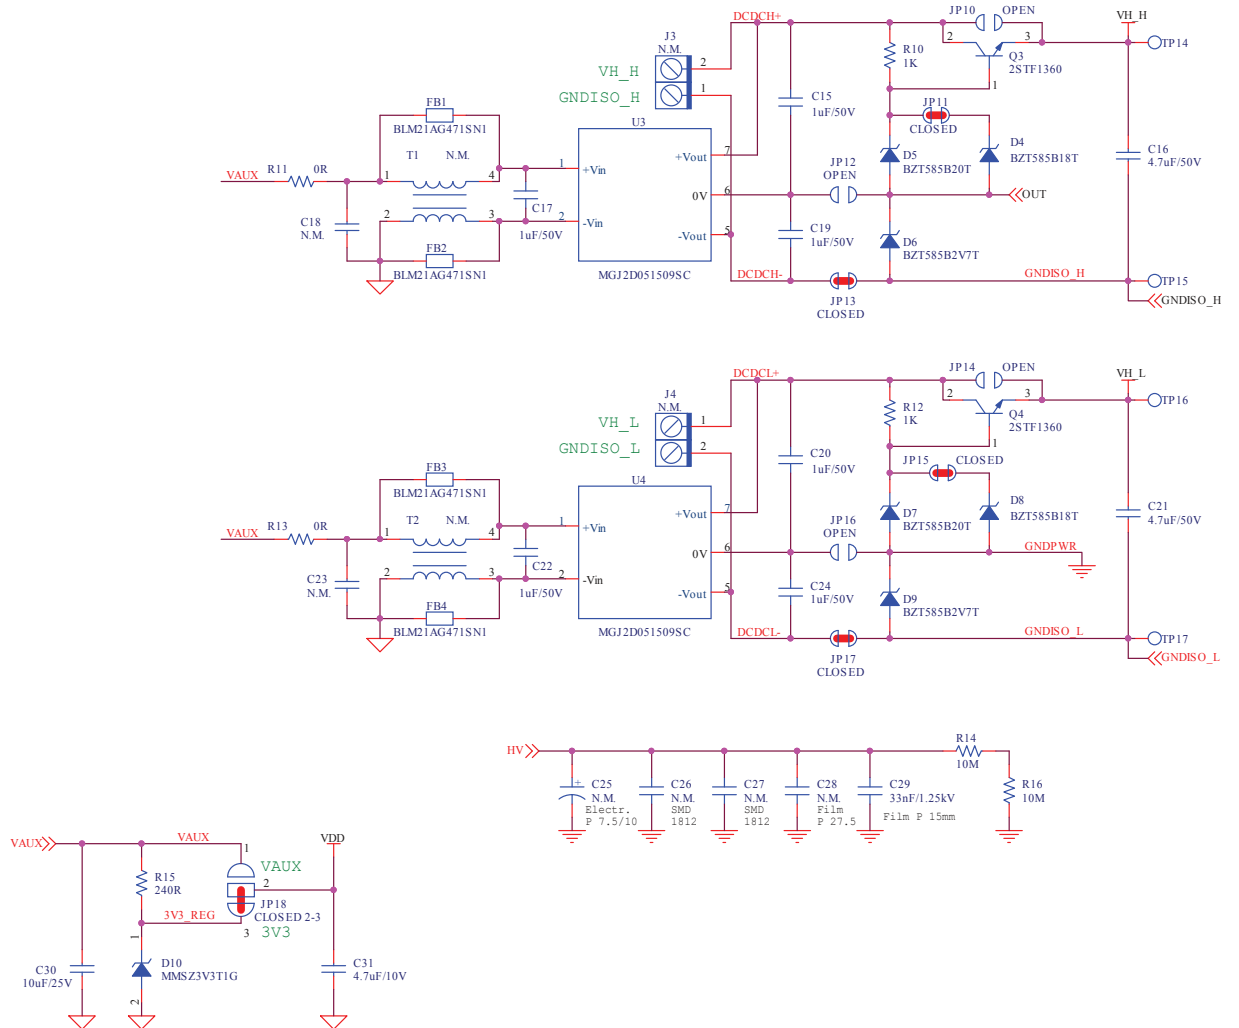 JP10 OPEN
DCDCH+
VH_H
2
3
TP14
J3
N.M.
R10
1K
Q3
2STF1360
VH_H
2
1
GNDISO_H
1
FB1
BLM21AG471SN1
C15
1uF/50V
JP11
CLOSED
U3
T1 N.M.
+Vout
7
JP12
OPEN
D5
BZT585B20T
D4
BZT585B18T
C16
4.7uF/50V
R11 0R
VAUX
1
4
1
+Vin
0V
6
OUT
C18
N.M.
2
3
C17
1uF/50V
2
-Vin
-Vout
5
C19
1uF/50V
D6
BZT585B2V7T
FB2
BLM21AG471SN1
MGJ2D051509SC
DCDCH-
GNDISO_H
TP15
JP13
CLOSED
GNDISO_H
JP14 OPEN
DCDCL+
VH_L
2
3
TP16
J4
N.M.
R12
1K
Q4
2STF1360
VH_L
1
1
GNDISO_L
2
FB3
BLM21AG471SN1
C20
1uF/50V
JP15
CLOSED
U4
T2 N.M.
+Vout
7
JP16
OPEN
D7
BZT585B20T
D8
BZT585B18T
C21
4.7uF/50V
R13 0R
VAUX
1
4
1
+Vin
0V
6
GNDPWR
C23
N.M.
2
3
C22
1uF/50V
2
-Vin
-Vout
5
C24
1uF/50V
D9
BZT585B2V7T
FB4
BLM21AG471SN1
MGJ2D051509SC
DCDCL-
GNDISO_L
TP17
JP17
CLOSED
GNDISO_L
HV
R14
10M
C25
N.M.
Electr.
P 7.5/10
C26
N.M.
SMD
1812
C27
N.M.
SMD
1812
C28
N.M.
Film
P 27.5
C29
33nF/1.25kV
Film P 15mm
R16
10M
+
VAUX
VAUX
1
VDD
VAUX
R15
240R
2
JP18
CLOSED 2-3
3V3_REG
3
3V3
1
C30
10uF/25V
D10
MMSZ3V3T1G
C31
4.7uF/10V
2